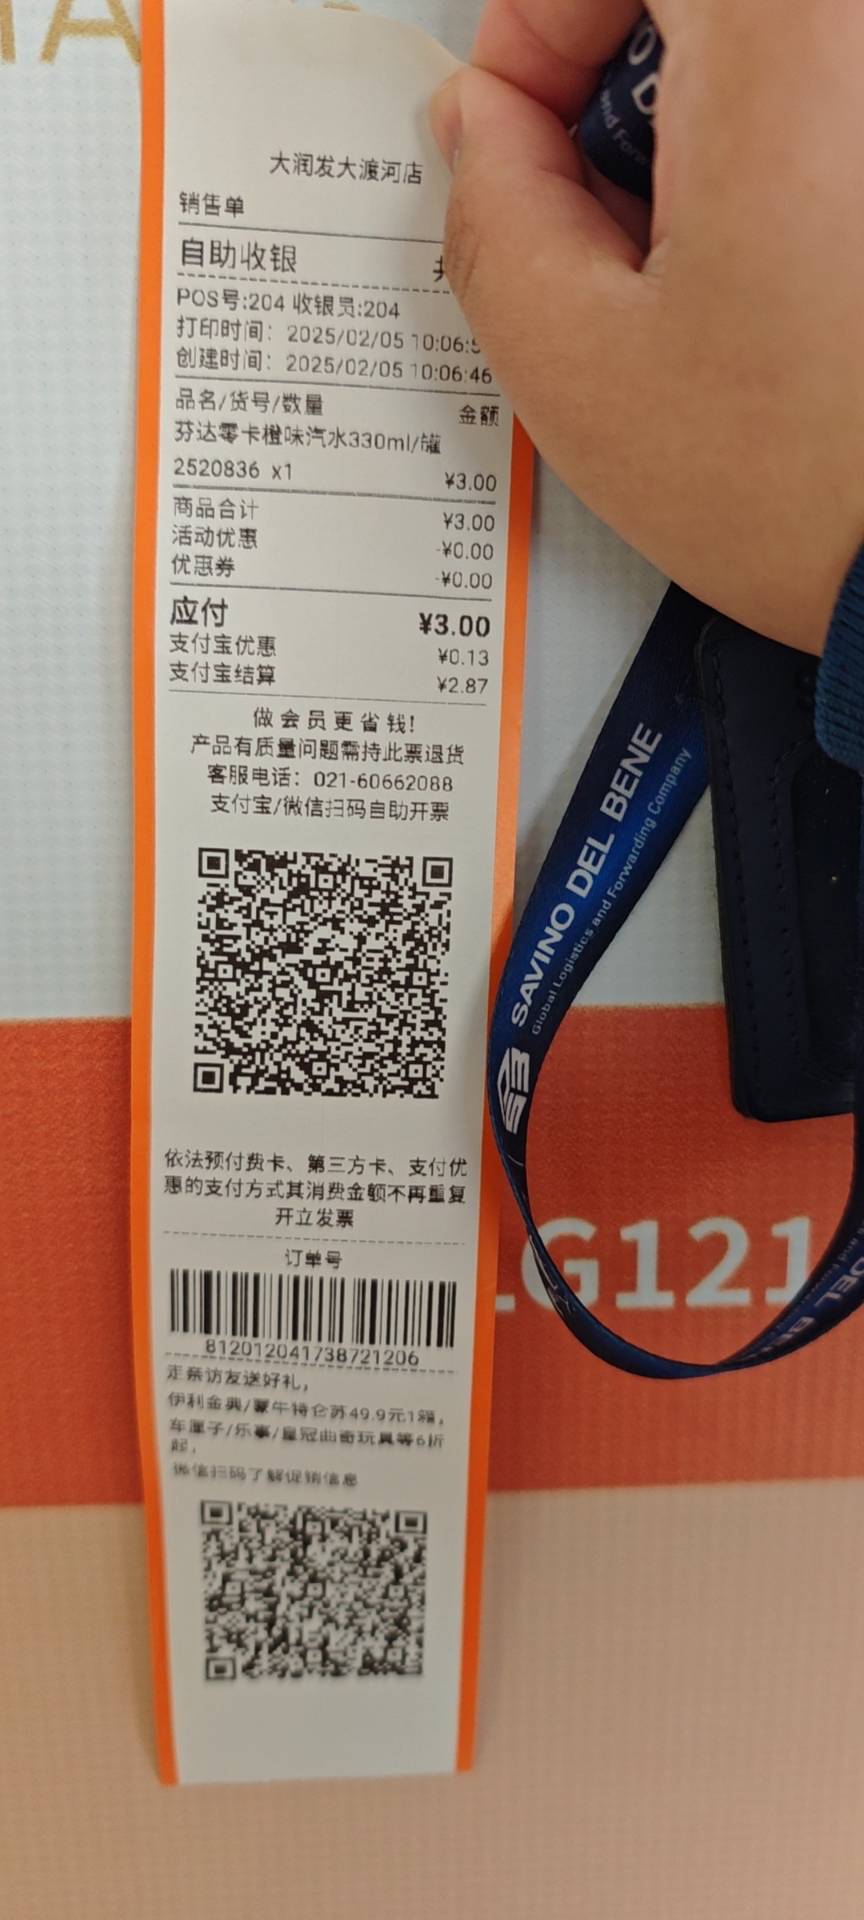 大润发大渡河店
销售单
自助收银
POS号:204 收银员:204
打印时间: 2025/02/05 10:06:5
创建时间: 2025/02/05 10:06:46
品名/货号/数量 金额
芬达零卡橙味汽水330ml/罐
2520836 x1 ¥3.00
商品合计 ¥3.00
活动优惠 -¥0.00
优惠券 -¥0.00
应付 ¥3.00
支付宝优惠 ¥0.13
支付宝结算 ¥2.87
做会员更省钱!
产品有质量问题需持此票退货
客服电话: 021-60662088
支付宝/微信扫码自助开票
依法预付费卡、第三方卡、支付优
惠的支付方式其消费金额不再重复
开立发票
订单号
812012041738721206
走亲访友送好礼,
伊利金典/蒙牛特仑苏49.9元1箱,
车厘子/乐事/皇冠曲奇玩具等6折
起,
微信扫码了解促销信息
SAVINO DEL BENE
Global Logistics and Forwarding Company
G121
DEL BEN